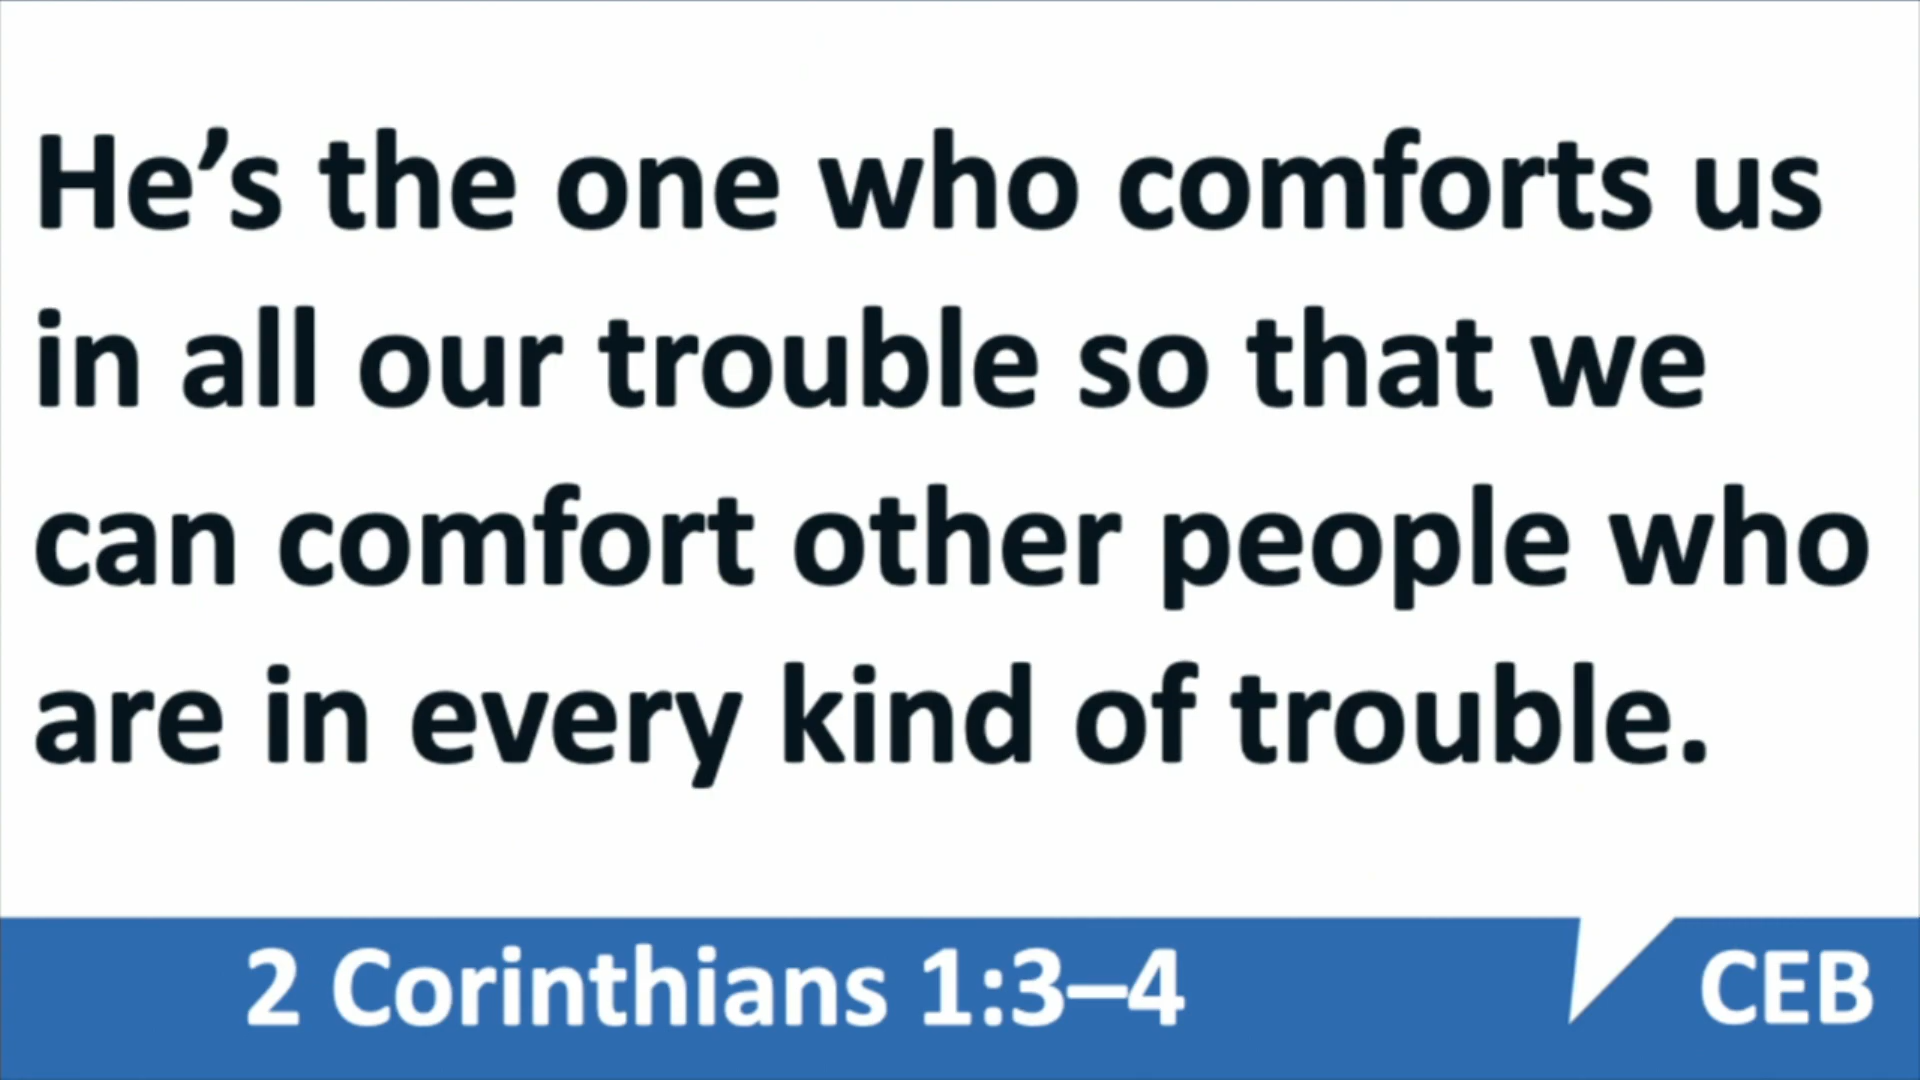 He’s the one who comforts us
in all our trouble so that we
can comfort other people who
are in every kind of trouble.
2 Corinthians 1:3–4
CEB